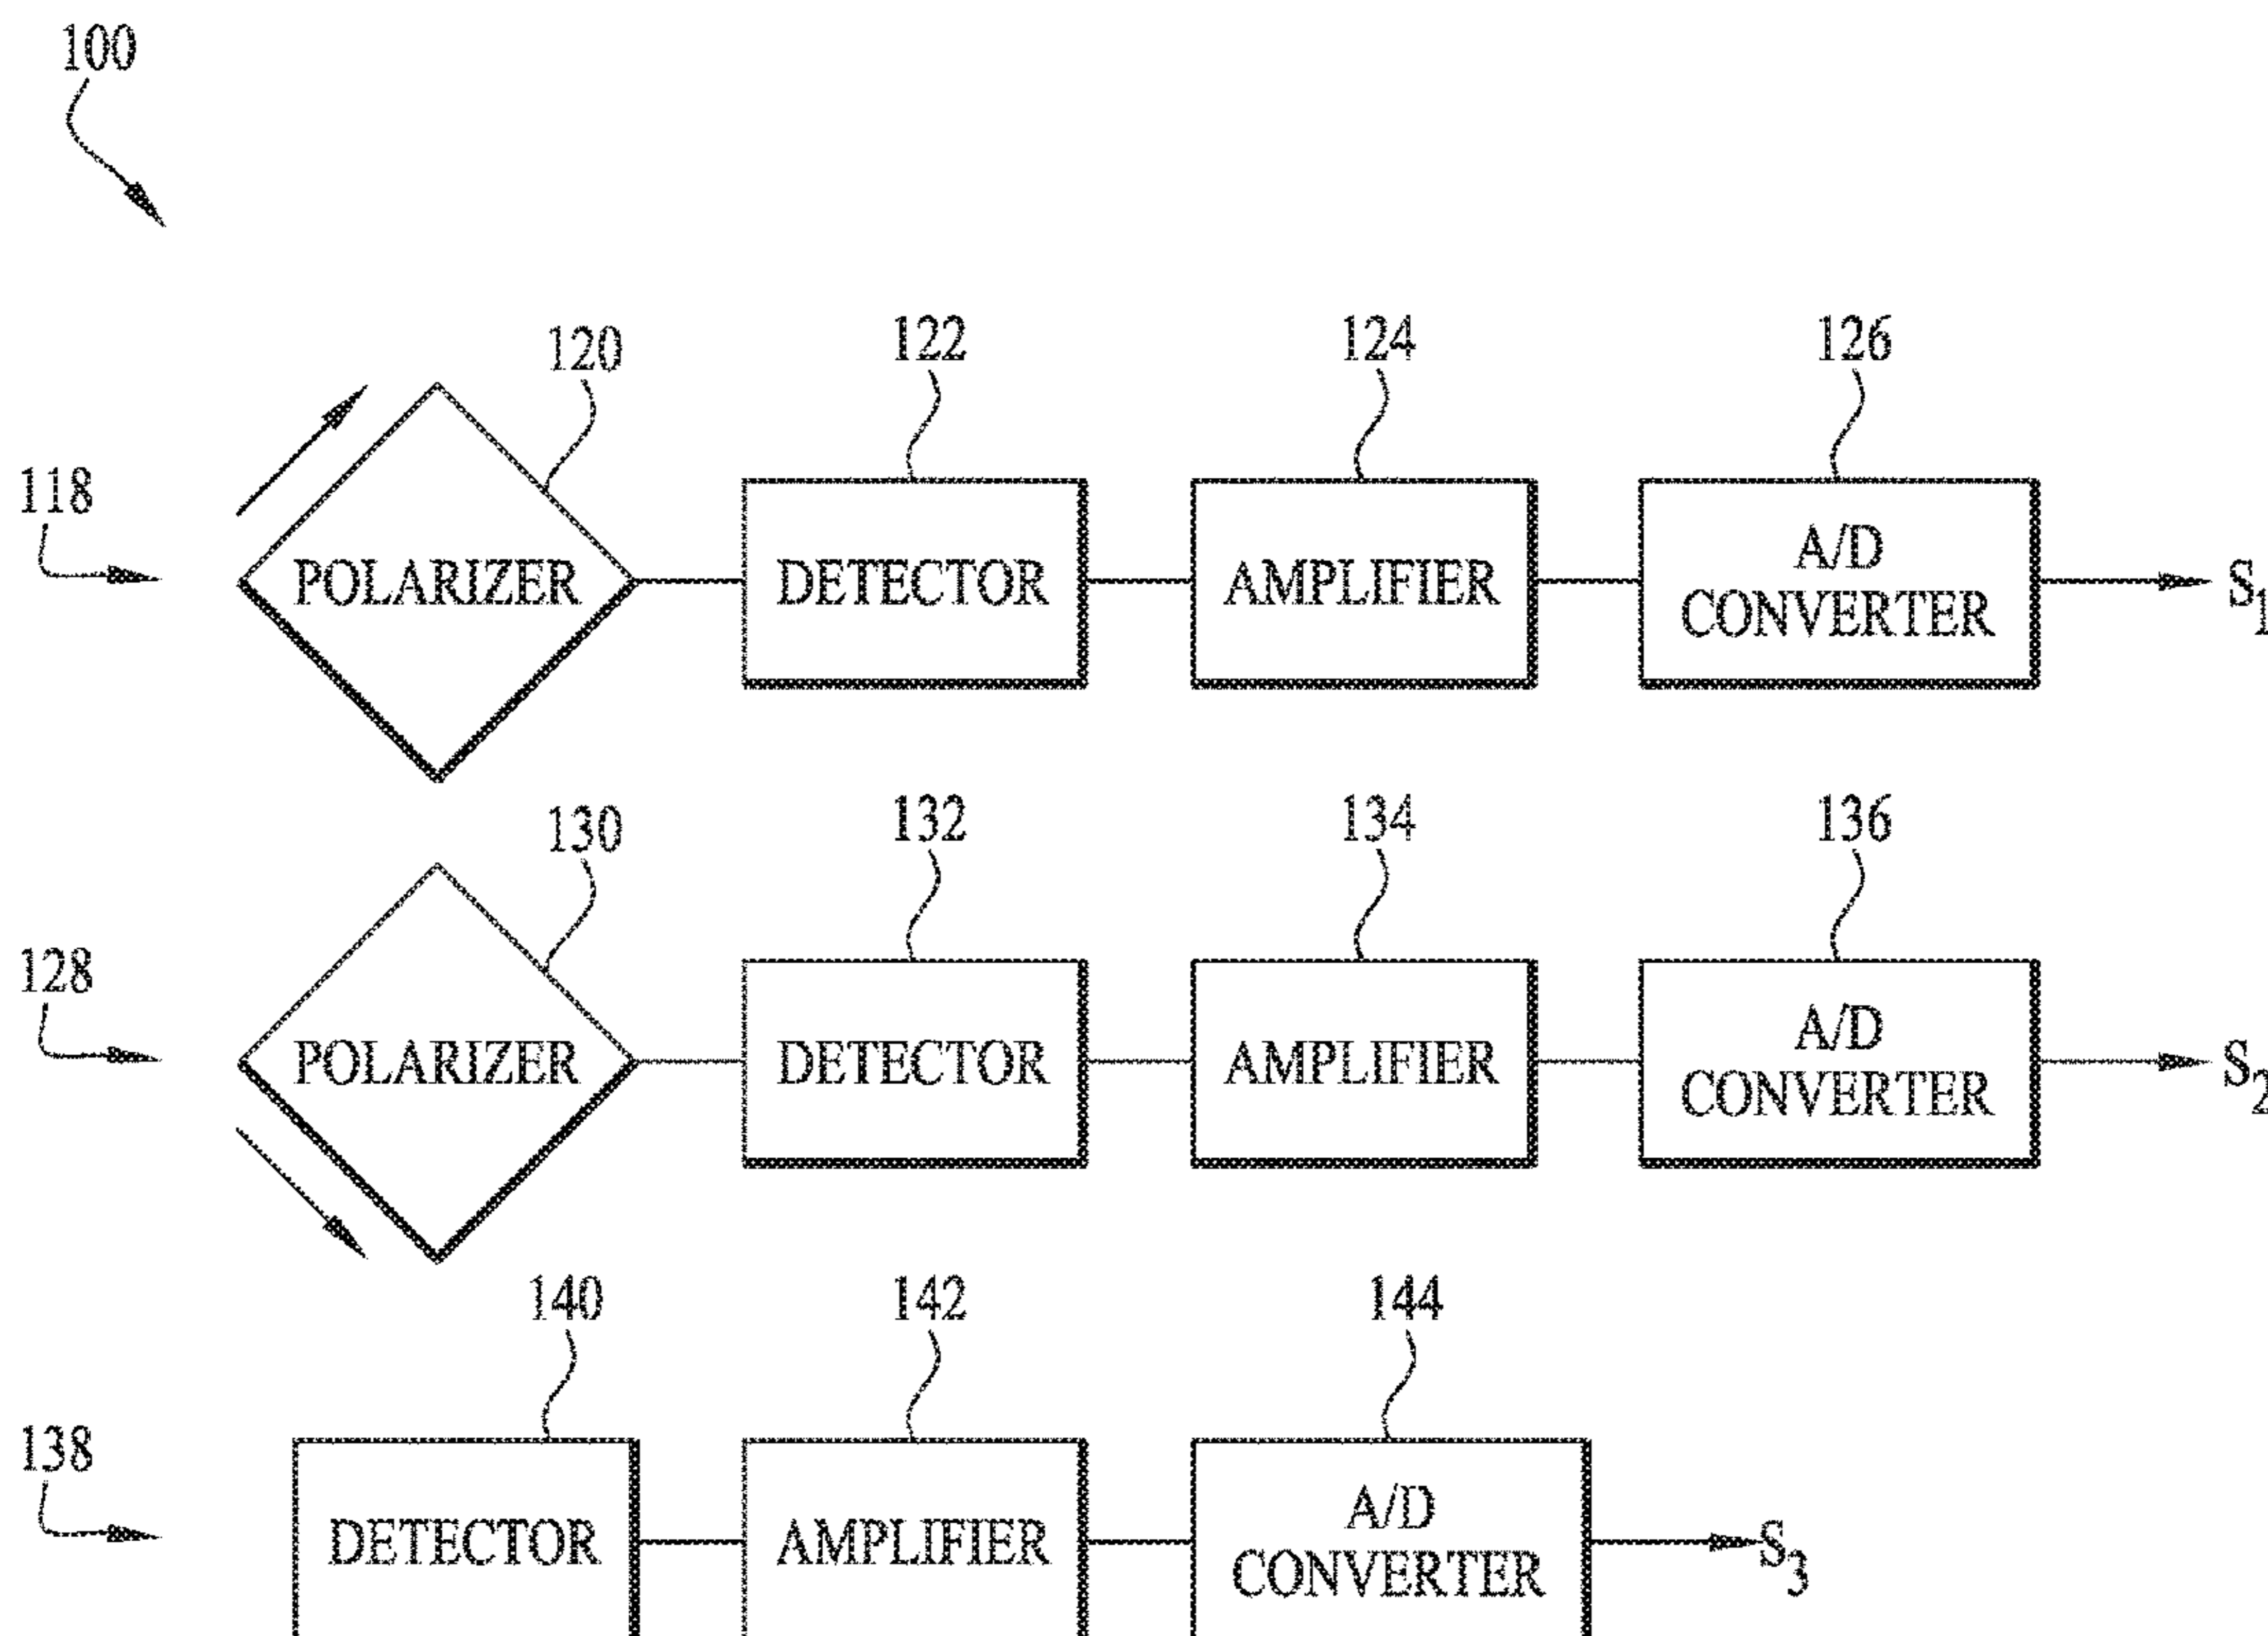 100
120
122
124
126
118
POLARIZER
DETECTOR
AMPLIFIER
A/D
CONVERTER
S1
130
132
134
136
128
POLARIZER
DETECTOR
AMPLIFIER
A/D
CONVERTER
S2
140
142
144
138
DETECTOR
AMPLIFIER
A/D
CONVERTER
S3